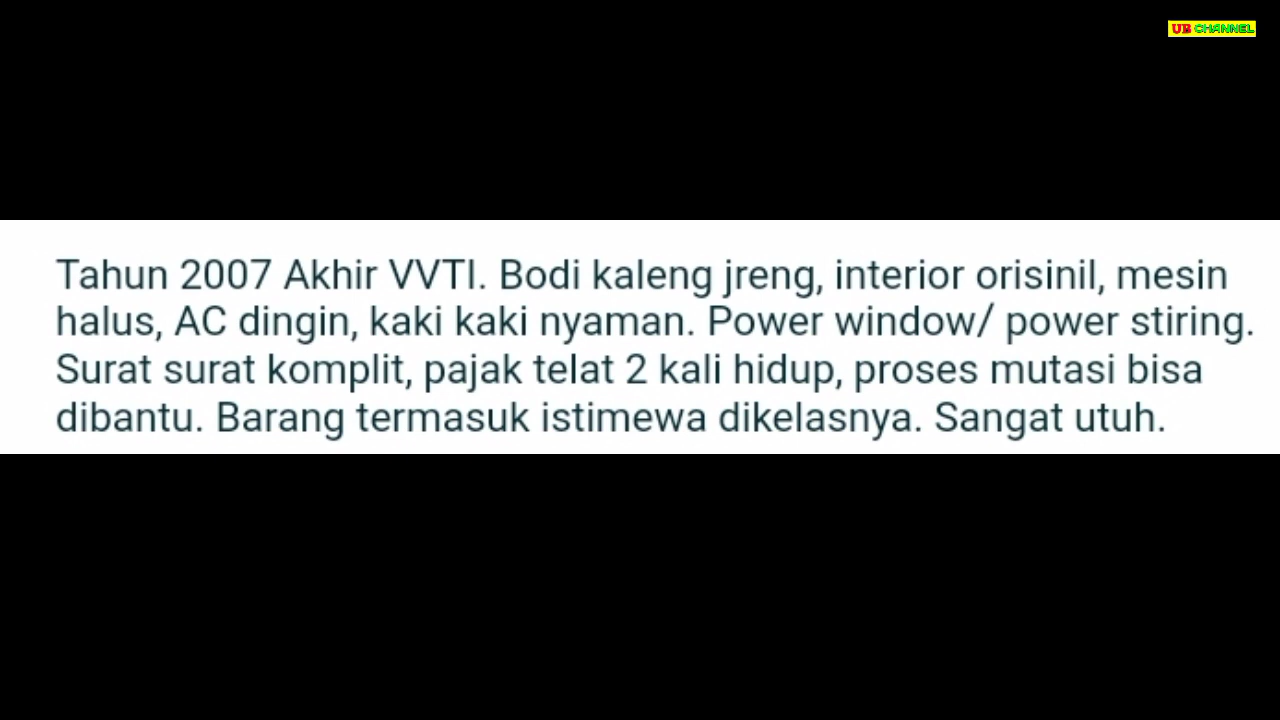 UB CHANNEL
Tahun 2007 Akhir VVTI. Bodi kaleng jreng, interior orisinil, mesin
halus, AC dingin, kaki kaki nyaman. Power window/ power stiring.
Surat surat komplit, pajak telat 2 kali hidup, proses mutasi bisa
dibantu. Barang termasuk istimewa dikelasnya. Sangat utuh.